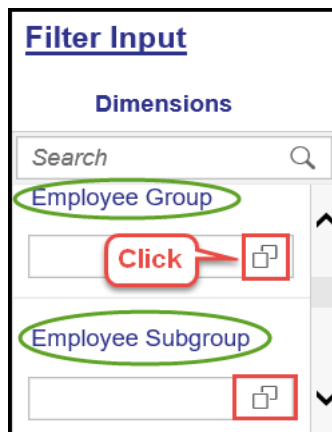 Filter Input
Dimensions
Search
Employee Group
Click
Employee Subgroup